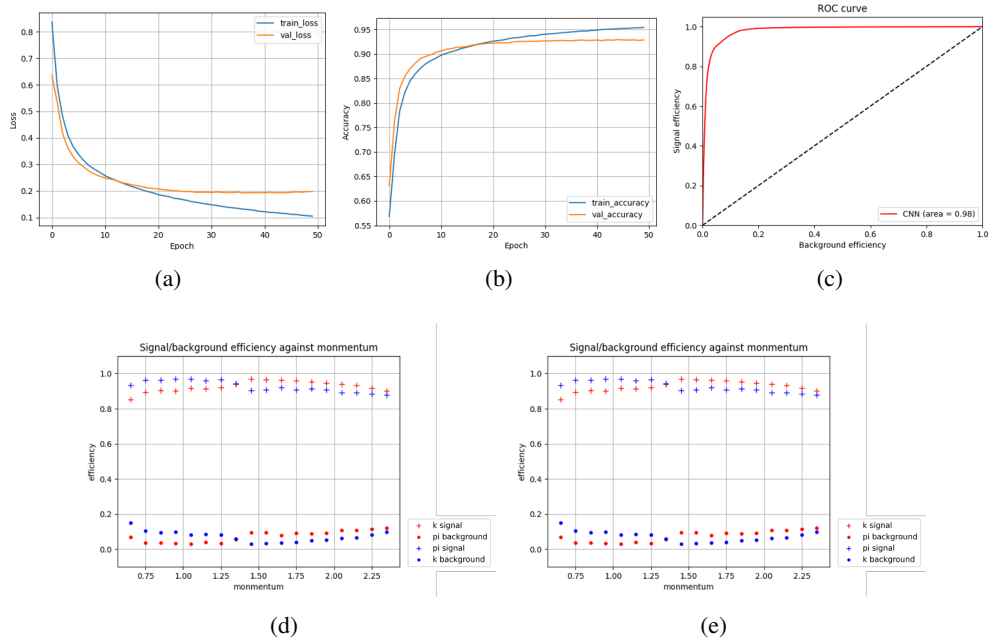 train_loss
val_loss
0.8
0.7
0.6
0.5
0.4
0.3
0.2
0.1
Loss
0
10
20
30
40
50
Epoch
(a)
0.95
0.90
0.85
0.80
0.75
0.70
0.65
0.60
0.55
Accuracy
train_accuracy
val_accuracy
0
10
20
30
40
50
Epoch
(b)
ROC curve
1.0
0.8
0.6
0.4
0.2
0.0
Signal efficiency
CNN (area = 0.98)
0.0
0.2
0.4
0.6
0.8
1.0
Background efficiency
(c)
Signal/background efficiency against monmentum
1.0
0.8
0.6
0.4
0.2
0.0
efficiency
0.75
1.00
1.25
1.50
1.75
2.00
2.25
monmentum
k signal
pi background
pi signal
k background
(d)
Signal/background efficiency against monmentum
1.0
0.8
0.6
0.4
0.2
0.0
efficiency
0.75
1.00
1.25
1.50
1.75
2.00
2.25
monmentum
k signal
pi background
pi signal
k background
(e)